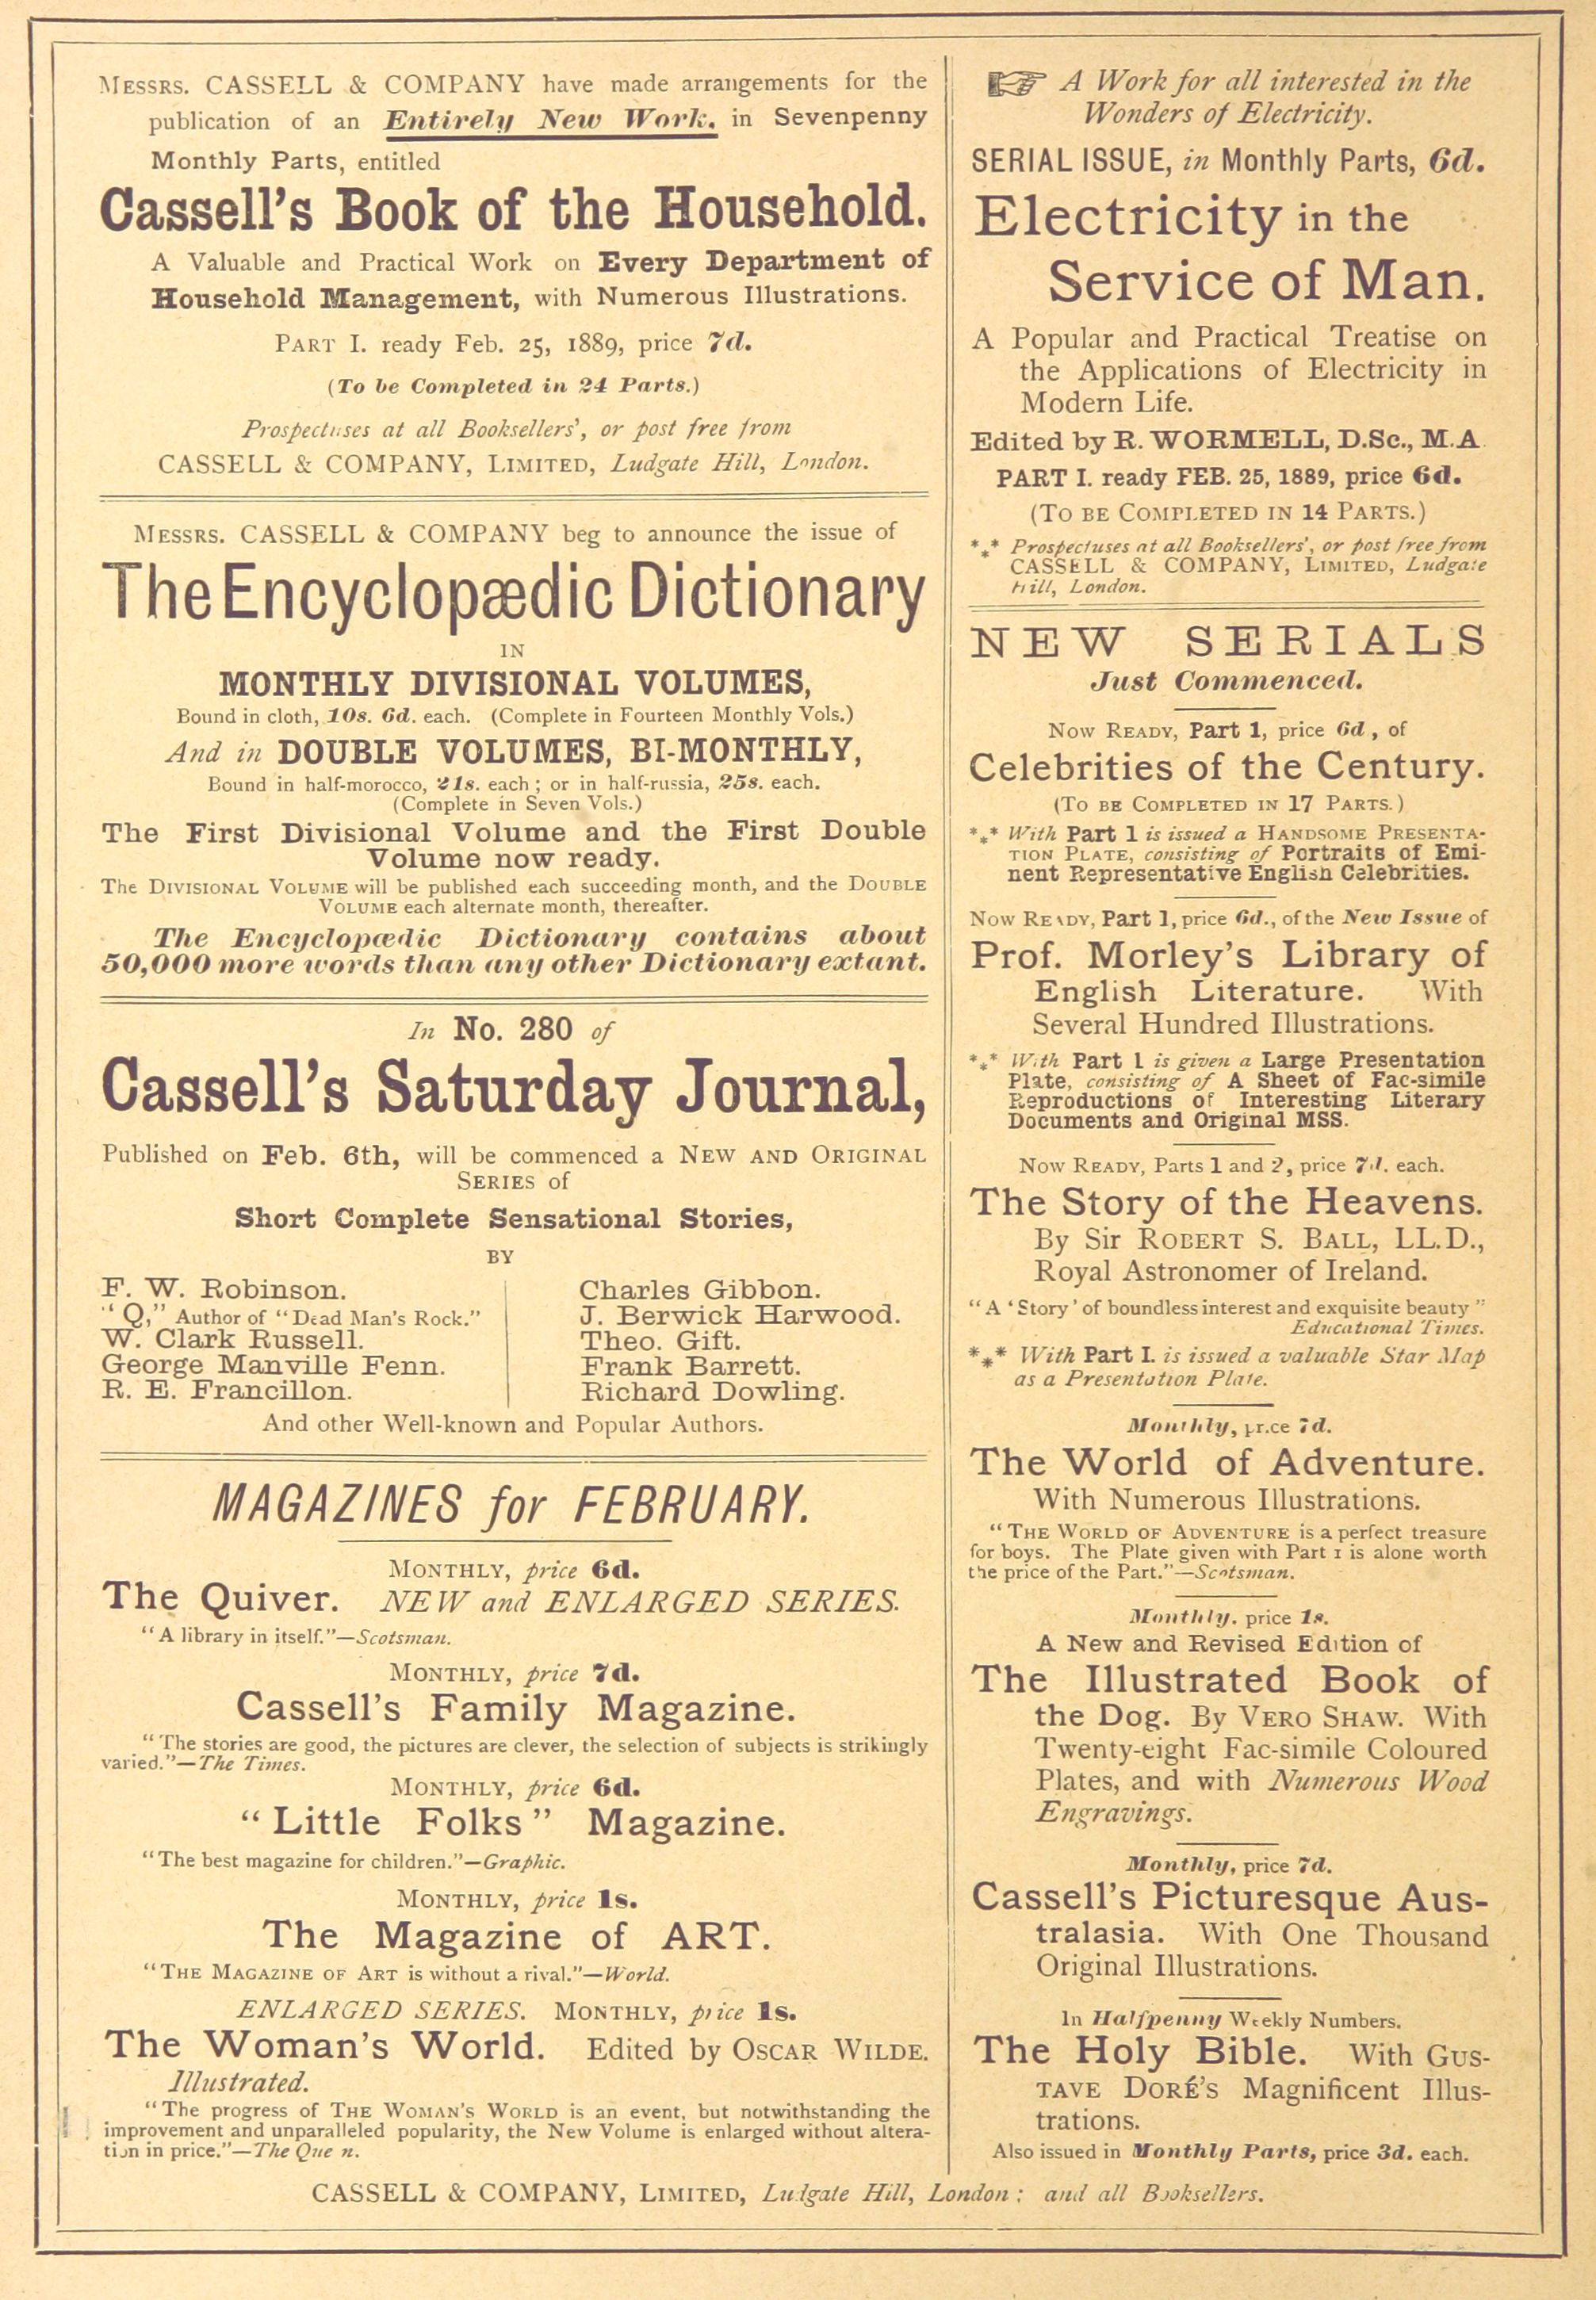 MESSRS. CASSELL & COMPANY have made arrangements for the
publication of an Entirely New Work, in Sevenpenny
Monthly Parts, entitled
Cassell's Book of the Household.
A Valuable and Practical Work on Every Department of
Household Management, with Numerous Illustrations.
PART I. ready Feb. 25, 1889, price 7d.
(To be Completed in 24 Parts.)
Prospectuses at all Booksellers', or post free from
CASSELL & COMPANY, LIMITED, Ludgate Hill, London.
MESSRS. CASSELL & COMPANY beg to announce the issue of
The Encyclopædic Dictionary
IN
MONTHLY DIVISIONAL VOLUMES,
Bound in cloth, 10s. 6d. each. (Complete in Fourteen Monthly Vols.)
And in DOUBLE VOLUMES, BI-MONTHLY,
Bound in half-morocco, 21s. each; or in half-russia, 25s. each.
(Complete in Seven Vols.)
The First Divisional Volume and the First Double
Volume now ready.
The DIVISIONAL VOLUME will be published each succeeding month, and the DOUBLE
VOLUME each alternate month, thereafter.
The Encyclopædic Dictionary contains about
50,000 more words than any other Dictionary extant.
In No. 280 of
Cassell's Saturday Journal,
Published on Feb. 6th, will be commenced a NEW AND ORIGINAL
SERIES of
Short Complete Sensational Stories,
BY
F. W. Robinson.
"Q," Author of "Dead Man's Rock."
W. Clark Russell.
George Manville Fenn.
R. E. Francillon.
Charles Gibbon.
J. Berwick Harwood.
Theo. Gift.
Frank Barrett.
Richard Dowling.
And other Well-known and Popular Authors.
MAGAZINES for FEBRUARY.
MONTHLY, price 6d.
The Quiver. NEW and ENLARGED SERIES.
"A library in itself."—Scotsman.
MONTHLY, price 7d.
Cassell's Family Magazine.
"The stories are good, the pictures are clever, the selection of subjects is strikingly
varied."—The Times.
MONTHLY, price 6d.
"Little Folks" Magazine.
"The best magazine for children."—Graphic.
MONTHLY, price 1s.
The Magazine of ART.
"THE MAGAZINE OF ART is without a rival."—World.
ENLARGED SERIES. MONTHLY, price 1s.
The Woman's World. Edited by OSCAR WILDE.
Illustrated.
"The progress of THE WOMAN'S WORLD is an event, but notwithstanding the
improvement and unparalleled popularity, the New Volume is enlarged without altera-
tion in price."—The Queen.
☞ A Work for all interested in the
Wonders of Electricity.
SERIAL ISSUE, in Monthly Parts, 6d.
Electricity in the
Service of Man.
A Popular and Practical Treatise on
the Applications of Electricity in
Modern Life.
Edited by R. WORMELL, D.Sc., M.A.
PART I. ready FEB. 25, 1889, price 6d.
(TO BE COMPLETED IN 14 PARTS.)
*** Prospectuses at all Booksellers', or post free from
CASSELL & COMPANY, LIMITED, Ludgate
Hill, London.
NEW SERIALS
Just Commenced.
NOW READY, Part 1, price 6d, of
Celebrities of the Century.
(TO BE COMPLETED IN 17 PARTS.)
*** With Part 1 is issued a HANDSOME PRESENTA-
TION PLATE, consisting of Portraits of Emi-
nent Representative English Celebrities.
NOW READY, Part 1, price 6d., of the New Issue of
Prof. Morley's Library of
English Literature. With
Several Hundred Illustrations.
*** With Part 1 is given a Large Presentation
Plate, consisting of A Sheet of Fac-simile
Reproductions of Interesting Literary
Documents and Original MSS.
NOW READY, Parts 1 and 2, price 7d. each.
The Story of the Heavens.
By Sir ROBERT S. BALL, LL.D.,
Royal Astronomer of Ireland.
"A 'Story' of boundless interest and exquisite beauty"
Educational Times.
*** With Part I. is issued a valuable Star Map
as a Presentation Plate.
Monthly, price 7d.
The World of Adventure.
With Numerous Illustrations.
"THE WORLD OF ADVENTURE is a perfect treasure
for boys. The Plate given with Part 1 is alone worth
the price of the Part."—Scotsman.
Monthly, price 1s.
A New and Revised Edition of
The Illustrated Book of
the Dog. By VERO SHAW. With
Twenty-eight Fac-simile Coloured
Plates, and with Numerous Wood
Engravings.
Monthly, price 7d.
Cassell's Picturesque Aus-
tralasia. With One Thousand
Original Illustrations.
In Halfpenny Weekly Numbers.
The Holy Bible. With GUS-
TAVE DORÉ'S Magnificent Illus-
trations.
Also issued in Monthly Parts, price 3d. each.
CASSELL & COMPANY, LIMITED, Ludgate Hill, London; and all Booksellers.